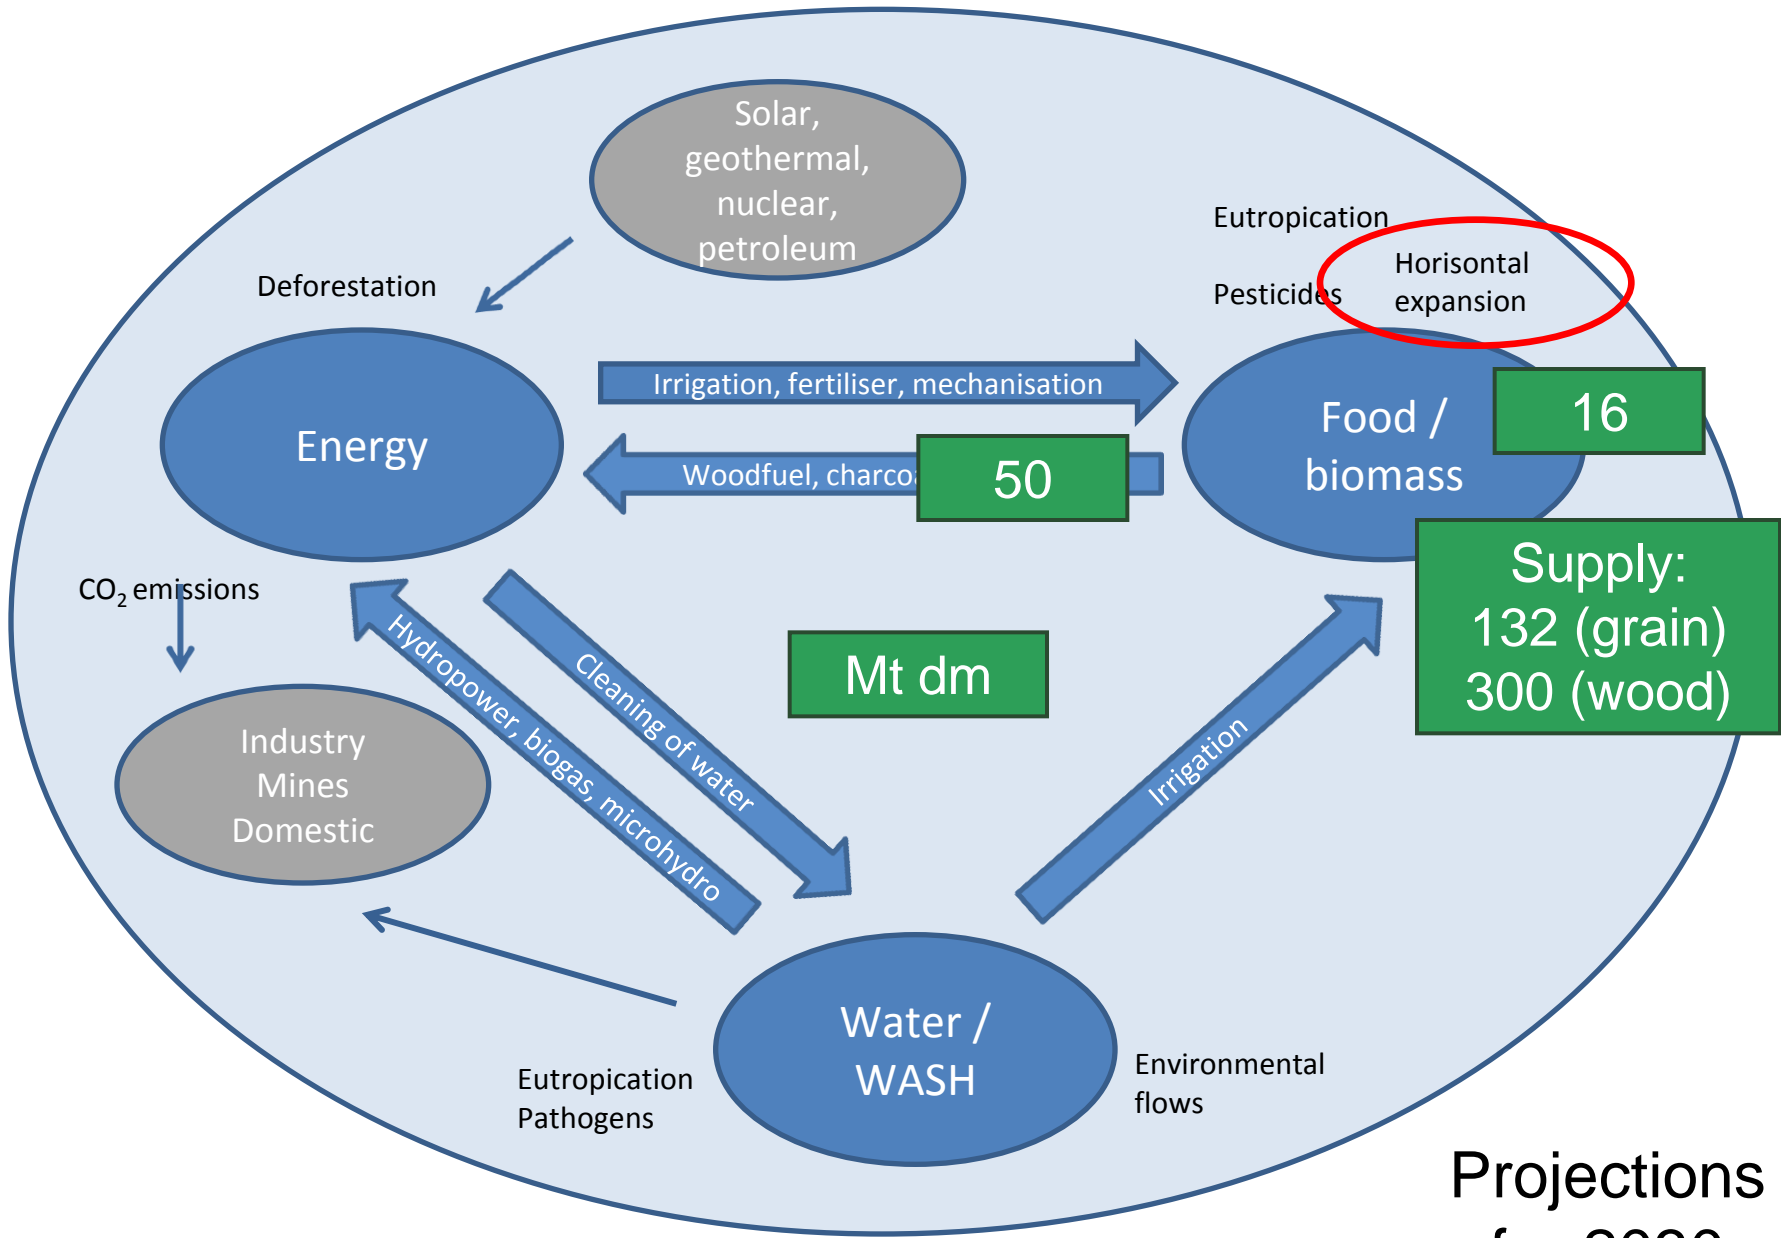 Solar,
geothermal,
nuclear,
petroleum
Eutropication
Horisontal
expansion
Pesticides
Deforestation
Irrigation, fertiliser, mechanisation
Energy
Food /
biomass
16
Woodfuel, charcoa
50
Supply:
132 (grain)
300 (wood)
CO₂ emissions
Hydropower, biogas, microhydro
Cleaning of water
Mt dm
Irrigation
Industry
Mines
Domestic
Water /
WASH
Eutropication
Pathogens
Environmental
flows
Projections
for